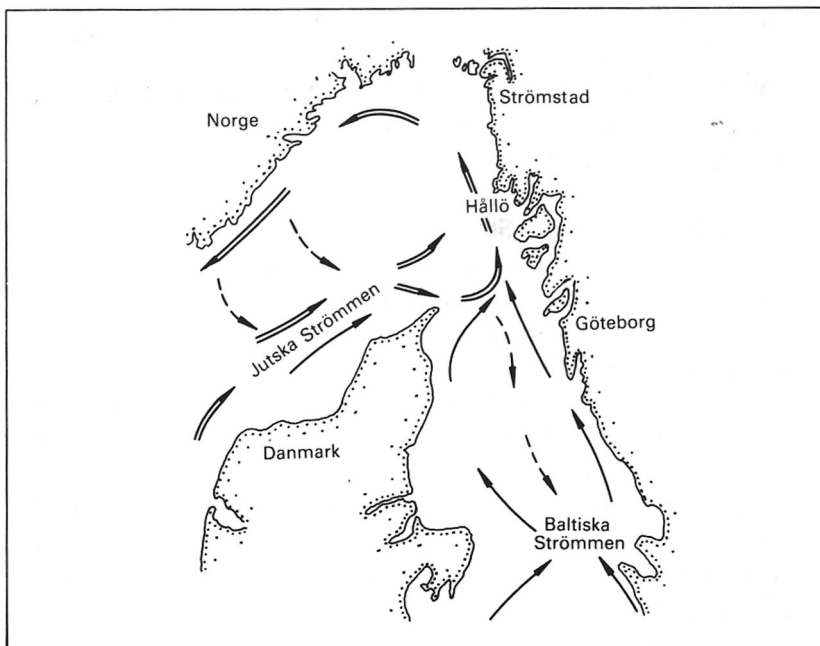 Strömstad
Norge
Hållö
Jutska Strömmen
Göteborg
Danmark
Baltiska
Strömmen